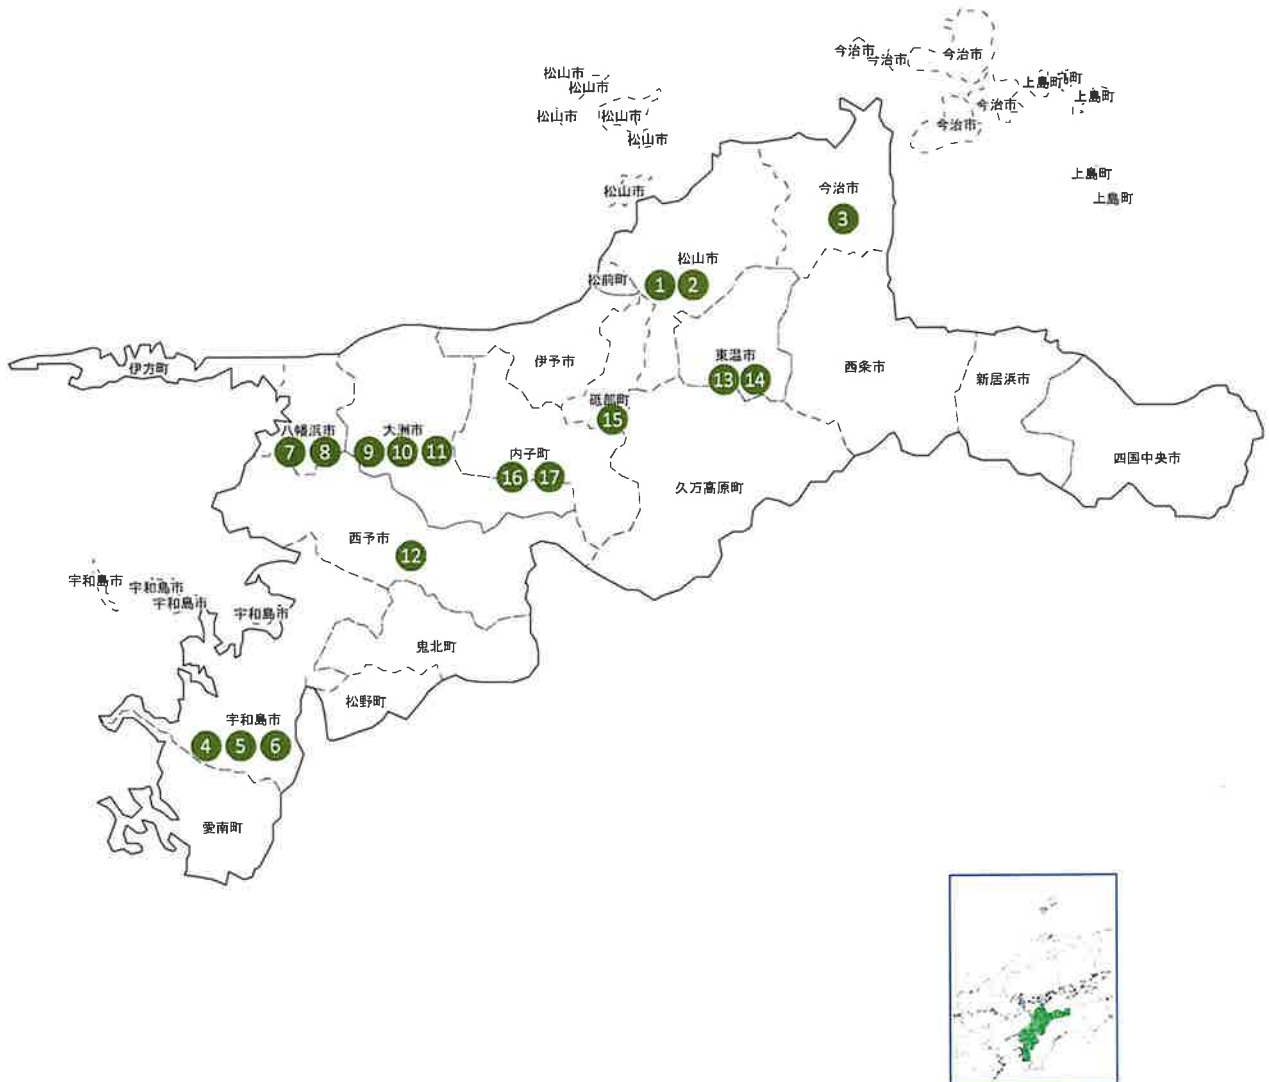 今治市
今治市
今治市
松山市
松山市
上島町
町
上島町
今治市
松山市
松山市
今治市
松山市
上島町
今治市
松山市
上島町
3
松山市
松前町
1 2
伊予市
東温市
西条市
伊方町
新居浜市
13 14
砥部町
15
八幡浜市
大洲市
7 8 9 10 11
内子町
四国中央市
16 17
久万高原町
西予市
12
宇和島市
宇和島市
宇和島市
宇和島市
鬼北町
松野町
宇和島市
4 5 6
愛南町